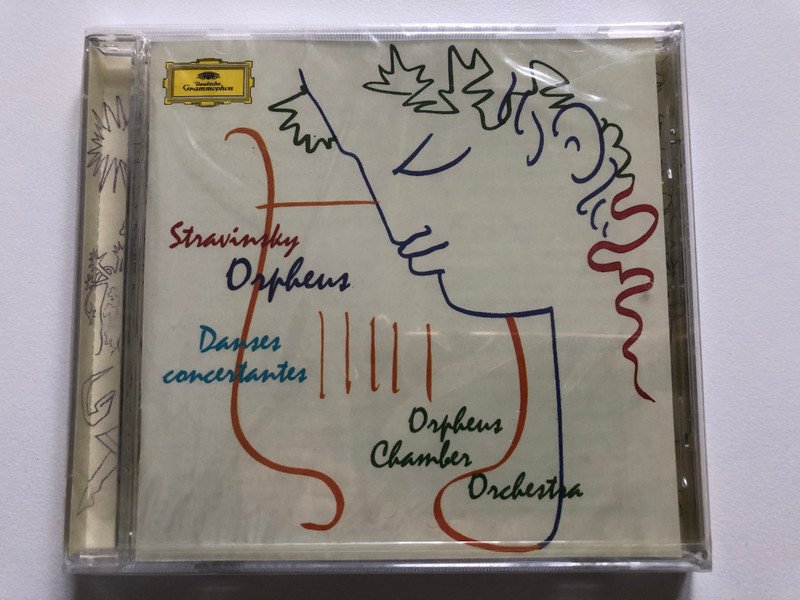 Deutsche
Grammophon
Stravinsky
Orpheus
Danses
concertantes
Orpheus
Chamber
Orchestra